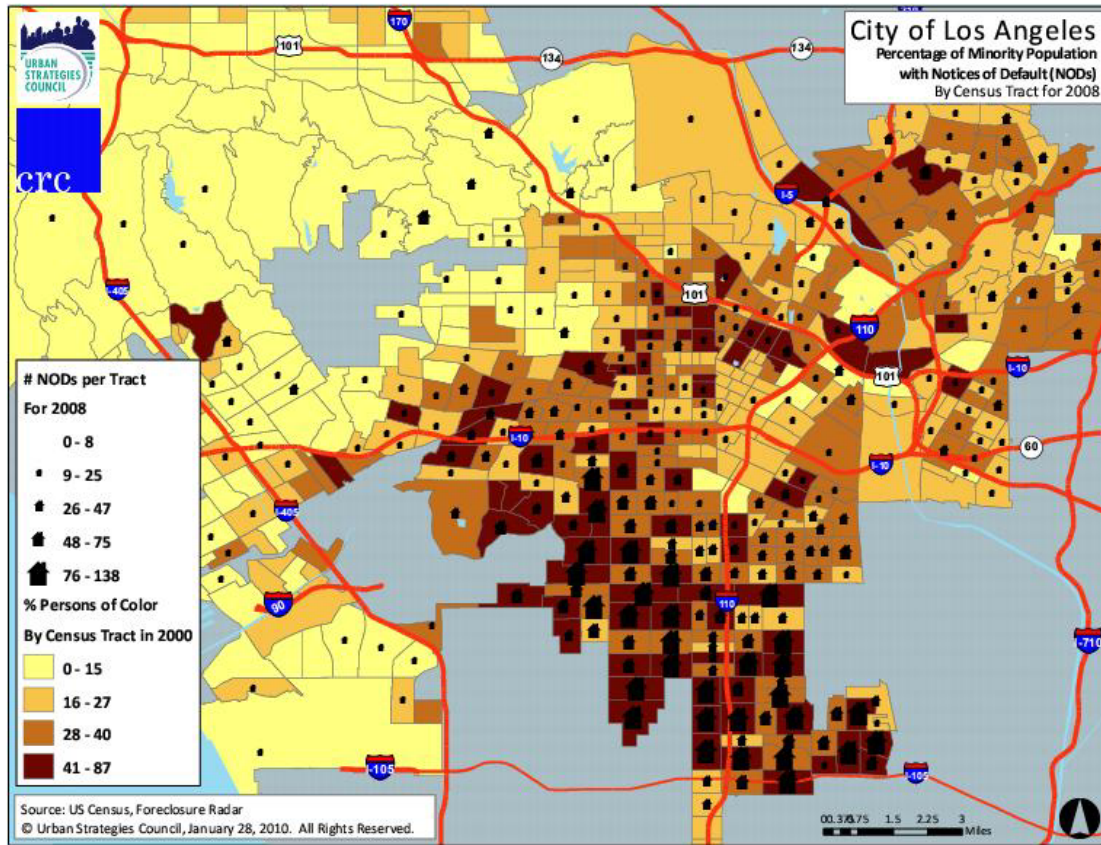 City of Los Angeles
Percentage of Minority Population
with Notices of Default (NODs)
By Census Tract for 2008
URBAN
STRATEGIES
COUNCIL
crc
170
101
134
134
I-5
I-405
101
110
101
I-10
I-10
60
I-10
I-405
90
110
I-710
I-105
I-105
# NODs per Tract
For 2008
0 - 8
9 - 25
26 - 47
48 - 75
76 - 138
% Persons of Color
By Census Tract in 2000
0 - 15
16 - 27
28 - 40
41 - 87
Source: US Census, Foreclosure Radar
© Urban Strategies Council, January 28, 2010. All Rights Reserved.
1.5 2.25 3
Miles